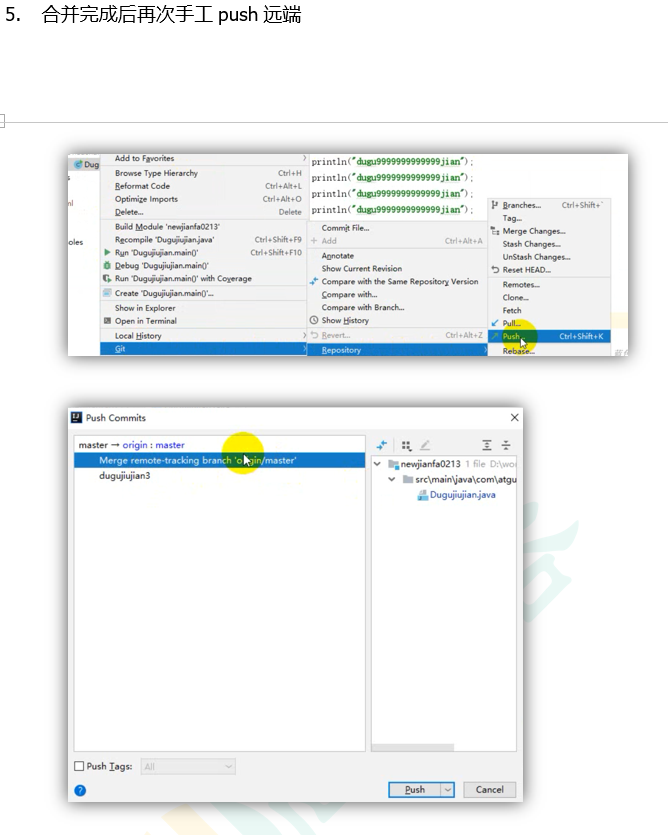 5. 合并完成后再次手工 push 远端
Dug
Add to Favorites
Browse Type Hierarchy Ctrl+H
Reformat Code Ctrl+Alt+L
Optimize Imports Ctrl+Alt+O
Delete... Delete
Build Module 'newjianfa0213'
Recompile 'Dugujiujian.java' Ctrl+Shift+F9
Run 'Dugujiujian.main()' Ctrl+Shift+F10
Debug 'Dugujiujian.main()'
Run 'Dugujiujian.main()' with Coverage
Create 'Dugujiujian.main()'...
Show in Explorer
Open in Terminal
Local History
Git
oles
println("dugu9999999999999jian");
println("dugu9999999999999jian");
println("dugu9999999999999jian");
println("dugu9999999999999jian");
Commit File...
Add Ctrl+Alt+A
Annotate
Show Current Revision
Compare with the Same Repository Version
Compare with...
Compare with Branch...
Show History
Revert... Ctrl+Alt+Z
Repository
Branches... Ctrl+Shift+`
Tag...
Merge Changes...
Stash Changes...
UnStash Changes...
Reset HEAD...
Remotes...
Clone...
Fetch
Pull...
Push... Ctrl+Shift+K
Rebase...
Push Commits
master → origin : master
Merge remote-tracking branch 'origin/master'
dugujiujian3
newjianfa0213 1 file D:\wo
src\main\java\com\atgu
Dugujiujian.java
Push Tags: All
? Push Cancel